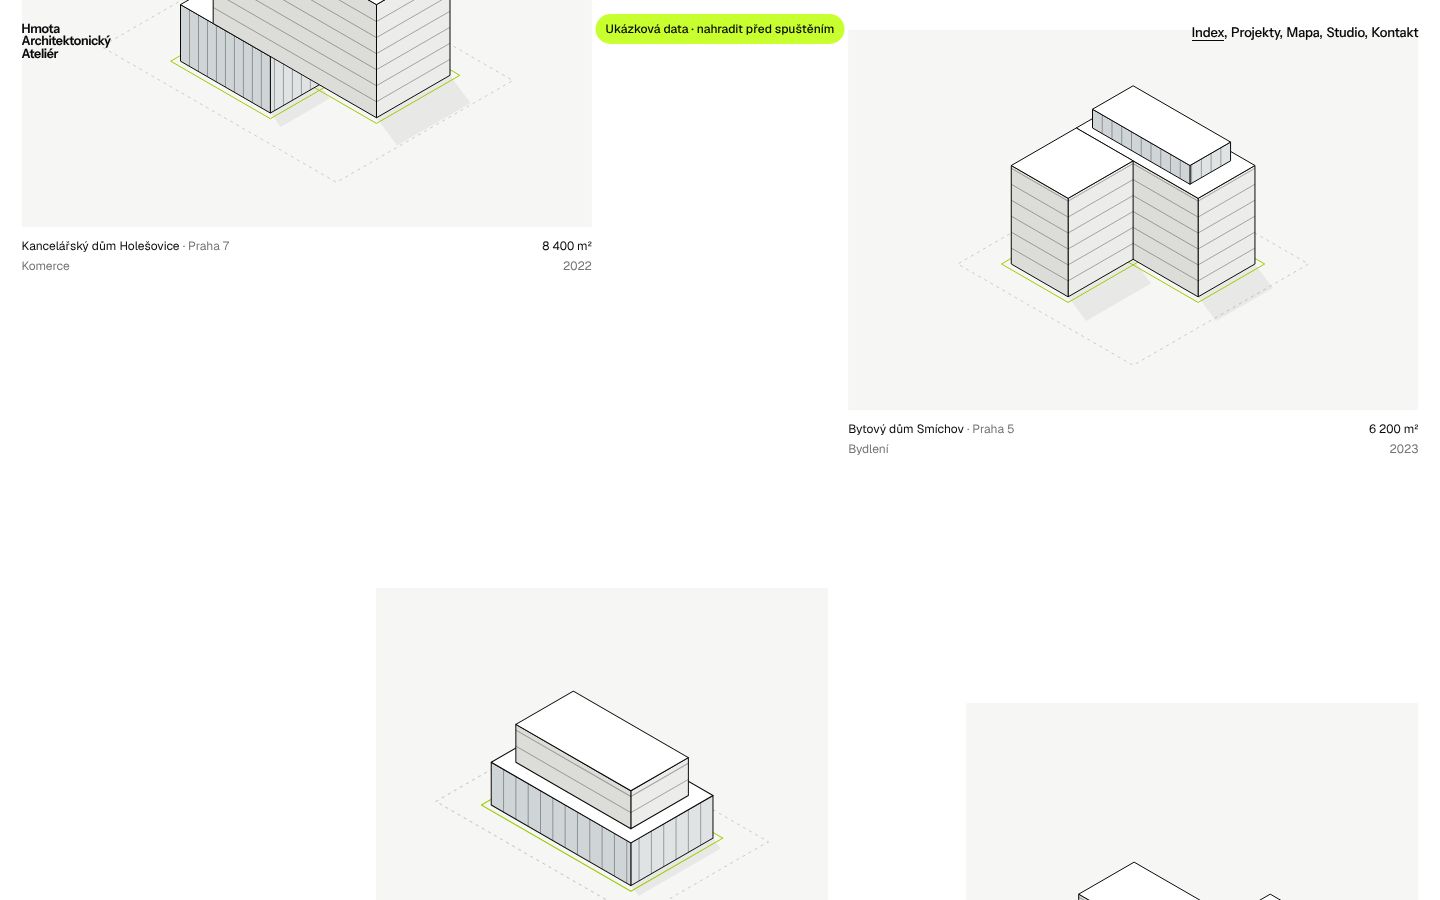 Hmota
Architektonický
Ateliér
Ukázková data · nahradit před spuštěním
Index, Projekty, Mapa, Studio, Kontakt
Kancelářský dům Holešovice · Praha 7
8 400 m²
Komerce
2022
Bytový dům Smíchov · Praha 5
6 200 m²
Bydlení
2023